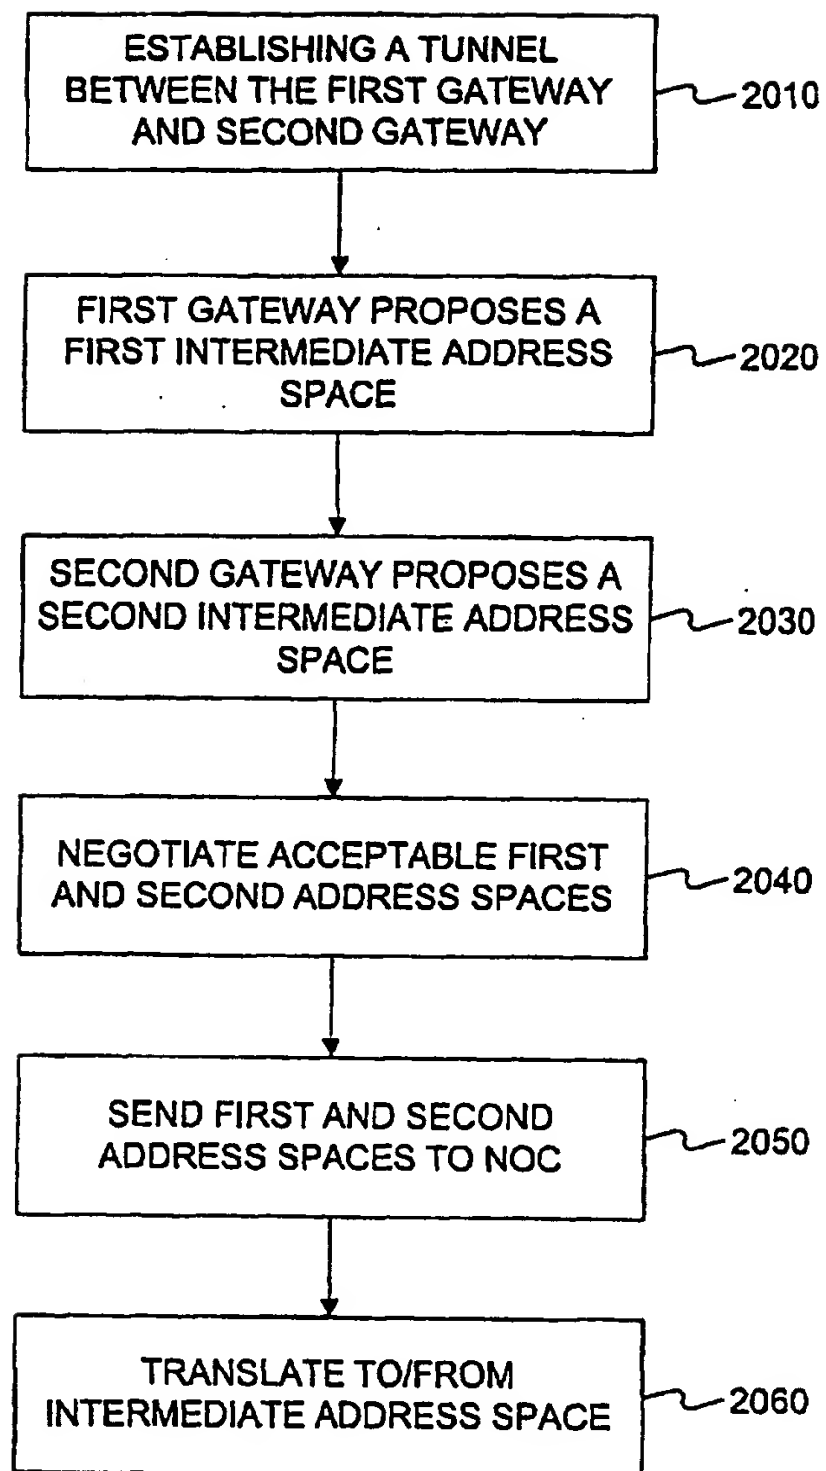 ESTABLISHING A TUNNEL
BETWEEN THE FIRST GATEWAY
AND SECOND GATEWAY
2010
FIRST GATEWAY PROPOSES A
FIRST INTERMEDIATE ADDRESS
SPACE
2020
SECOND GATEWAY PROPOSES A
SECOND INTERMEDIATE ADDRESS
SPACE
2030
NEGOTIATE ACCEPTABLE FIRST
AND SECOND ADDRESS SPACES
2040
SEND FIRST AND SECOND
ADDRESS SPACES TO NOC
2050
TRANSLATE TO/FROM
INTERMEDIATE ADDRESS SPACE
2060